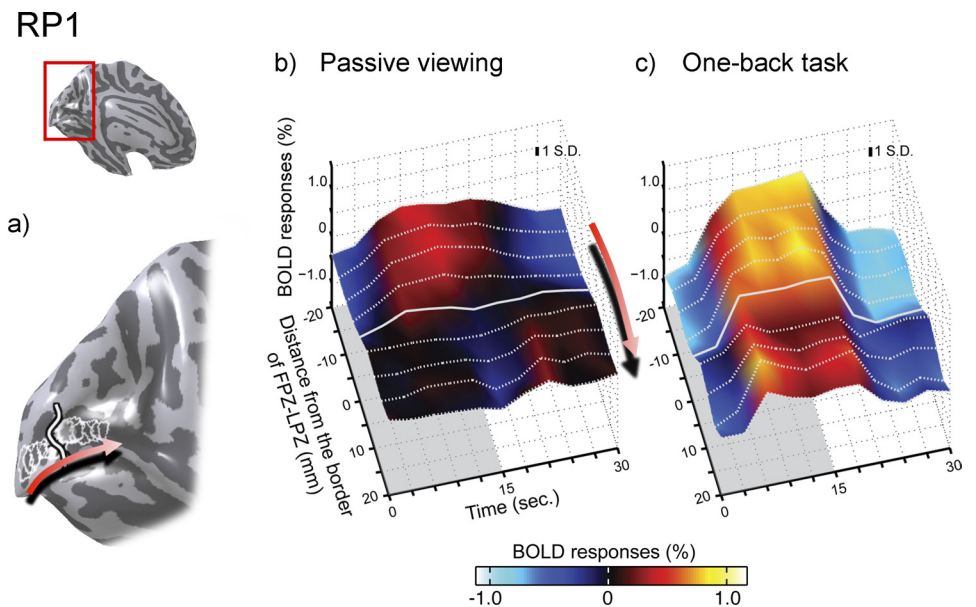 RP1
a)
b) Passive viewing
BOLD responses (%)
1.0
0
−1.0
1 S.D.
-20
-10
0
10
20
Distance from the border
of FPZ-LPZ (mm)
0
15
30
Time (sec.)
c) One-back task
1.0
0
−1.0
1 S.D.
-20
-10
0
10
20
0
15
30
BOLD responses (%)
-1.0
0
1.0